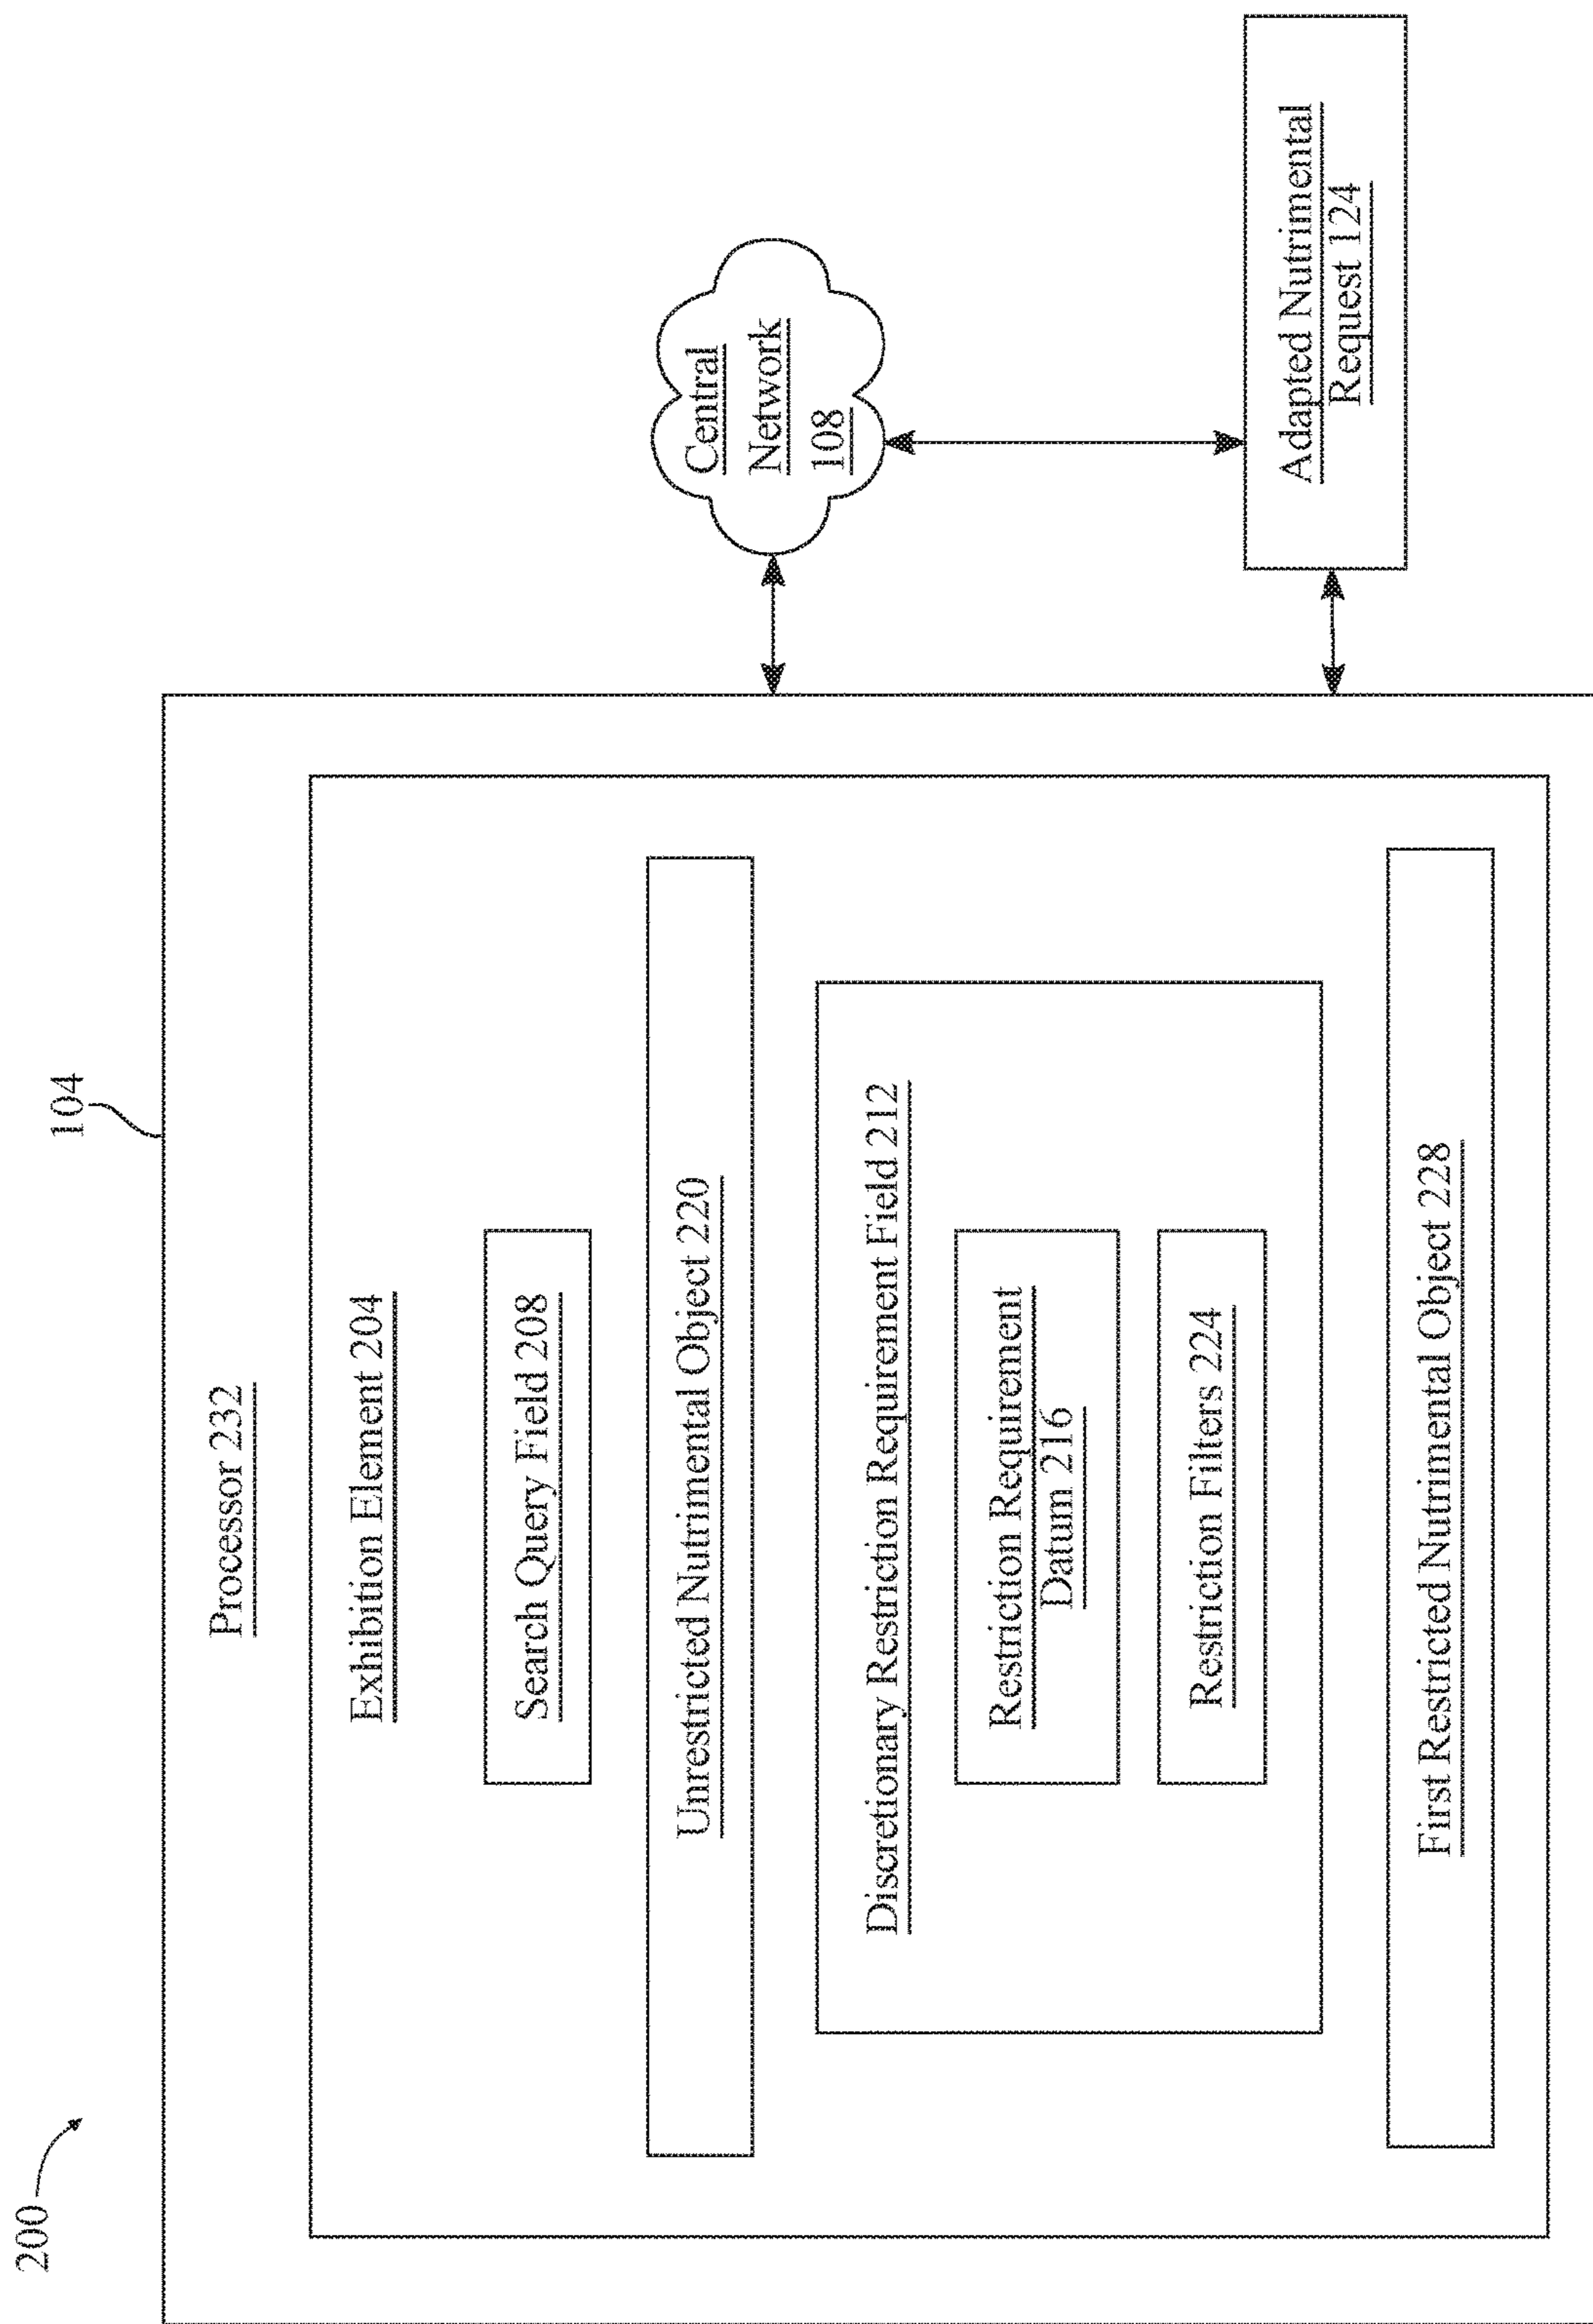 200
104
Processor 232
Exhibition Element 204
Search Query Field 208
Unrestricted Nutrimental Object 220
Discretionary Restriction Requirement Field 212
Restriction Requirement
Datum 216
Restriction Filters 224
First Restricted Nutrimental Object 228
Central
Network
108
Adapted Nutrimental
Request 124